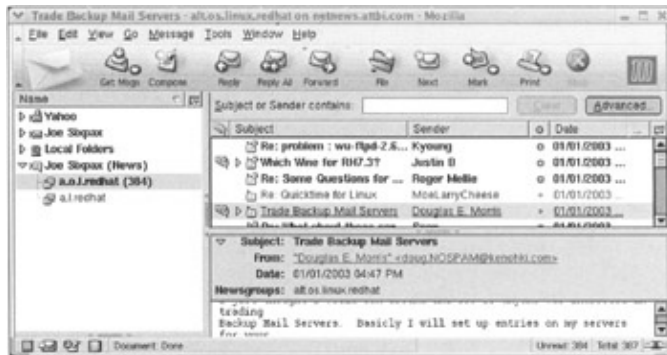 Trade Backup Mail Servers - alt.os.linux.redhat on netnews.attbi.com - Mozilla
File Edit View Go Message Tools Window Help
Get Msgs Compose Reply Reply All Forward File Next Mark Print
Name
Subject or Sender contains: Clear Advanced...
Yahoo
Joe Sixpax
Local Folders
Joe Sixpax (News)
a.o.l.redhat (384)
a.l.redhat
Subject Sender Date
Re: problem : wu-ftpd-2.6... Kyoung 01/01/2003 ...
Which Wine for RH7.3? Justin B 01/01/2003 ...
Re: Some Questions for ... Roger Mellie 01/01/2003 ...
Re: Quicktime for Linux MoeLarryCheese 01/01/2003 ...
Trade Backup Mail Servers Douglas E. Morris 01/01/2003 ...
Subject: Trade Backup Mail Servers
From: "Douglas E. Morris" <doug.NOSPAM@kenohki.com>
Date: 01/01/2003 04:47 PM
Newsgroups: alt.os.linux.redhat
trading
Backup Mail Servers. Basicly I will set up entries on my servers
for your
Document: Done Unread: 384 Total: 387